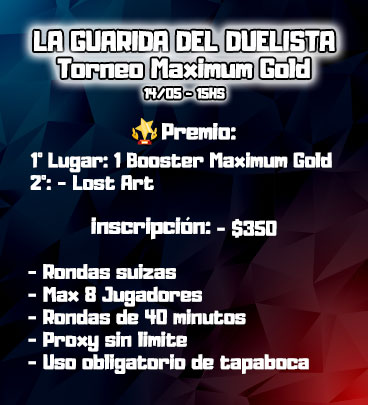 LA GUARIDA DEL DUELISTA
Torneo Maximum Gold
14/05 - 15HS
Premio:
1° Lugar: 1 Booster Maximum Gold
2°: - Lost Art
inscripción: - $350
- Rondas suizas
- Max 8 Jugadores
- Rondas de 40 minutos
- Proxy sin limite
- Uso obligatorio de tapaboca